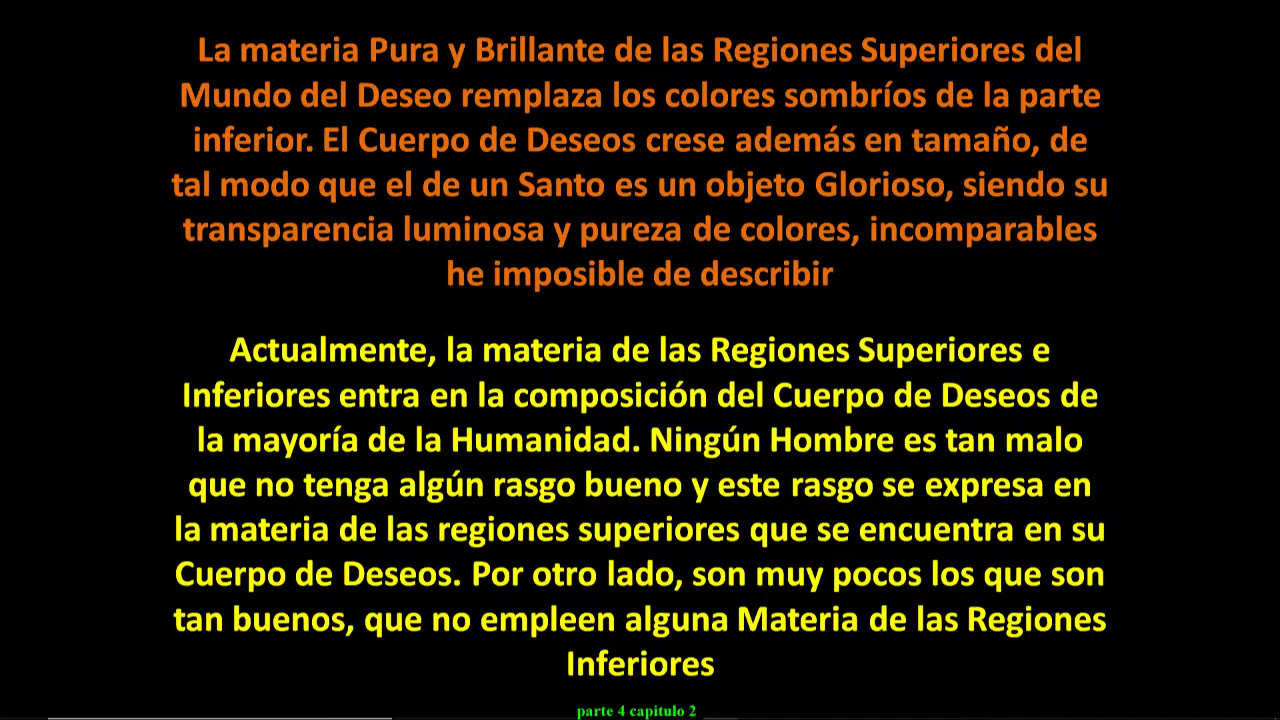 La materia Pura y Brillante de las Regiones Superiores del
Mundo del Deseo remplaza los colores sombríos de la parte
inferior. El Cuerpo de Deseos crese además en tamaño, de
tal modo que el de un Santo es un objeto Glorioso, siendo su
transparencia luminosa y pureza de colores, incomparables
he imposible de describir
Actualmente, la materia de las Regiones Superiores e
Inferiores entra en la composición del Cuerpo de Deseos de
la mayoría de la Humanidad. Ningún Hombre es tan malo
que no tenga algún rasgo bueno y este rasgo se expresa en
la materia de las regiones superiores que se encuentra en su
Cuerpo de Deseos. Por otro lado, son muy pocos los que son
tan buenos, que no empleen alguna Materia de las Regiones
Inferiores
parte 4 capitulo 2